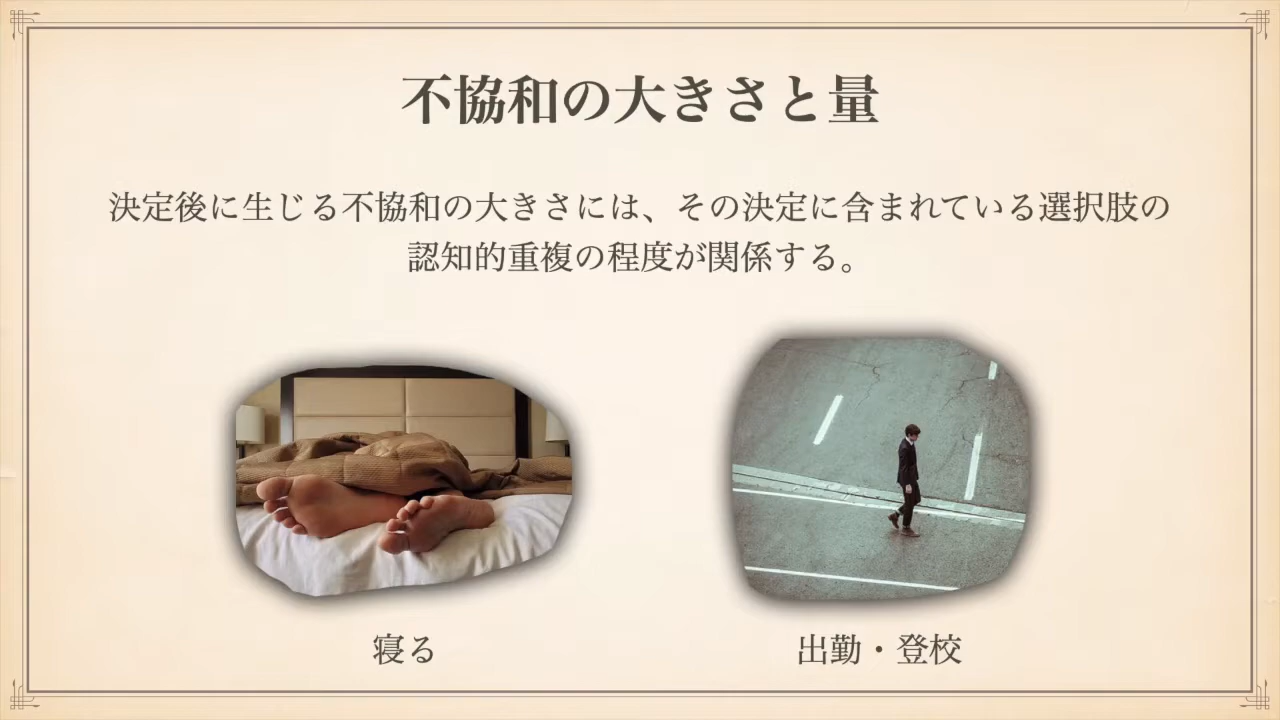 不協和の大きさと量
決定後に生じる不協和の大きさには、その決定に含まれている選択肢の
認知的重複の程度が関係する。
寝る
出勤・登校